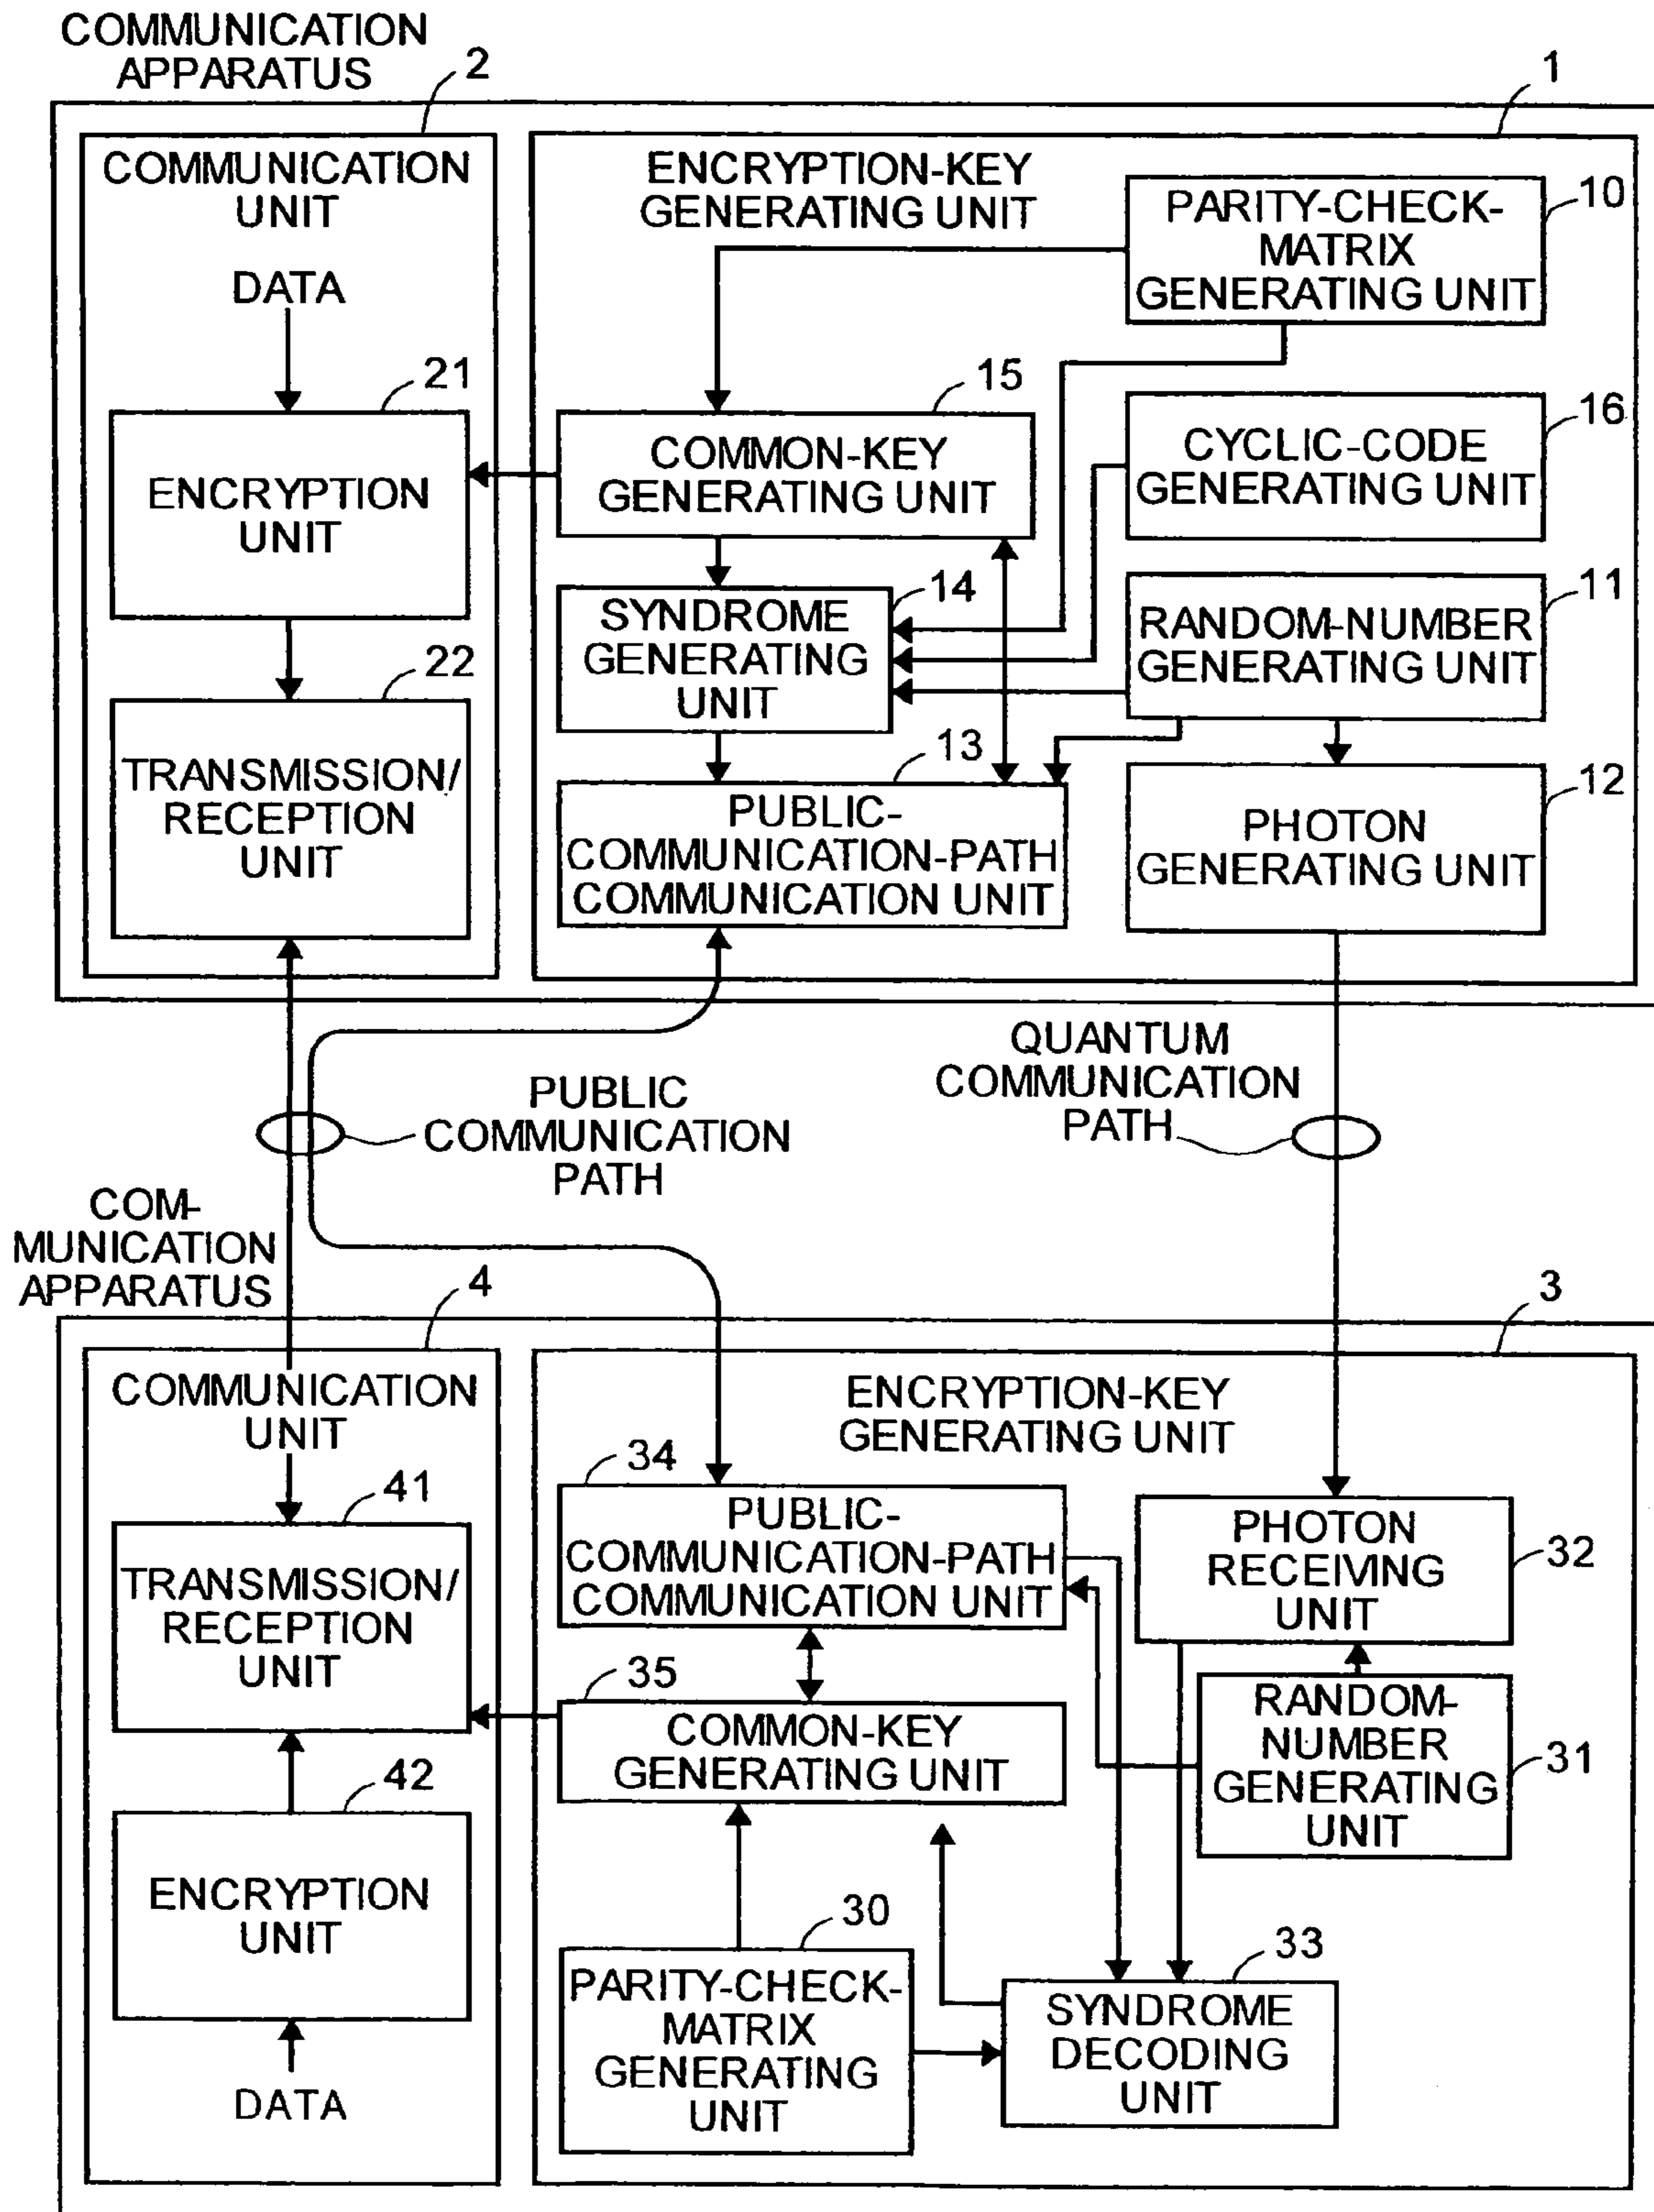 COMMUNICATION
APPARATUS
2
1
COMMUNICATION
UNIT
DATA
21
ENCRYPTION
UNIT
22
TRANSMISSION/
RECEPTION
UNIT
ENCRYPTION-KEY
GENERATING UNIT
PARITY-CHECK-
MATRIX
GENERATING UNIT
10
15
COMMON-KEY
GENERATING UNIT
CYCLIC-CODE
GENERATING UNIT
16
14
SYNDROME
GENERATING
UNIT
RANDOM-NUMBER
GENERATING UNIT
11
13
PUBLIC-
COMMUNICATION-PATH
COMMUNICATION UNIT
PHOTON
GENERATING UNIT
12
PUBLIC
COMMUNICATION
PATH
QUANTUM
COMMUNICATION
PATH
COM-
MUNICATION
APPARATUS
4
3
COMMUNICATION
UNIT
41
TRANSMISSION/
RECEPTION
UNIT
42
ENCRYPTION
UNIT
DATA
ENCRYPTION-KEY
GENERATING UNIT
34
PUBLIC-
COMMUNICATION-PATH
COMMUNICATION UNIT
PHOTON
RECEIVING
UNIT
32
35
COMMON-KEY
GENERATING UNIT
RANDOM-
NUMBER
GENERATING
UNIT
31
30
PARITY-CHECK-
MATRIX
GENERATING
UNIT
33
SYNDROME
DECODING
UNIT